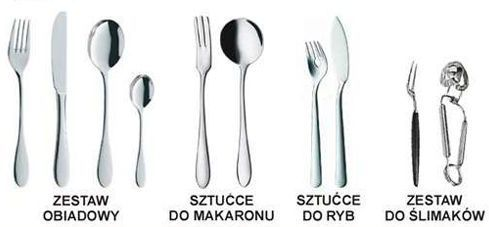 ZESTAW
OBIADOWY
SZTUĆCE
DO MAKARONU
SZTUĆCE
DO RYB
ZESTAW
DO ŚLIMAKÓW